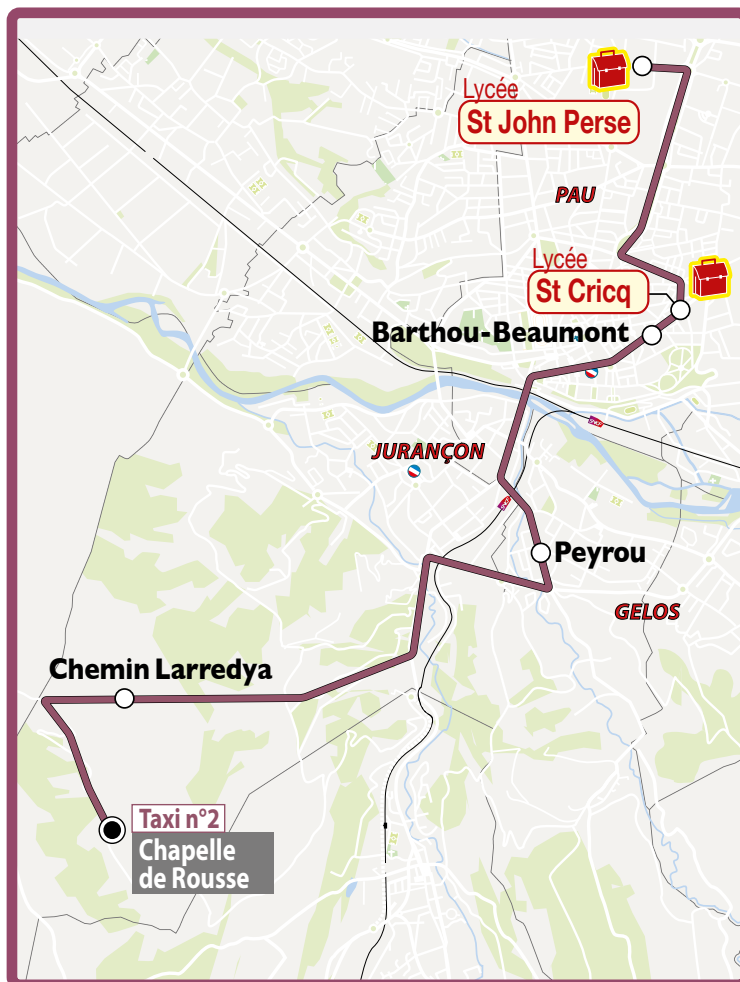 Lycée
St John Perse
PAU
Lycée
St Cricq
Barthou-Beaumont
JURANÇON
Peyrou
GELOS
Chemin Larredya
Taxi n°2
Chapelle
de Rousse